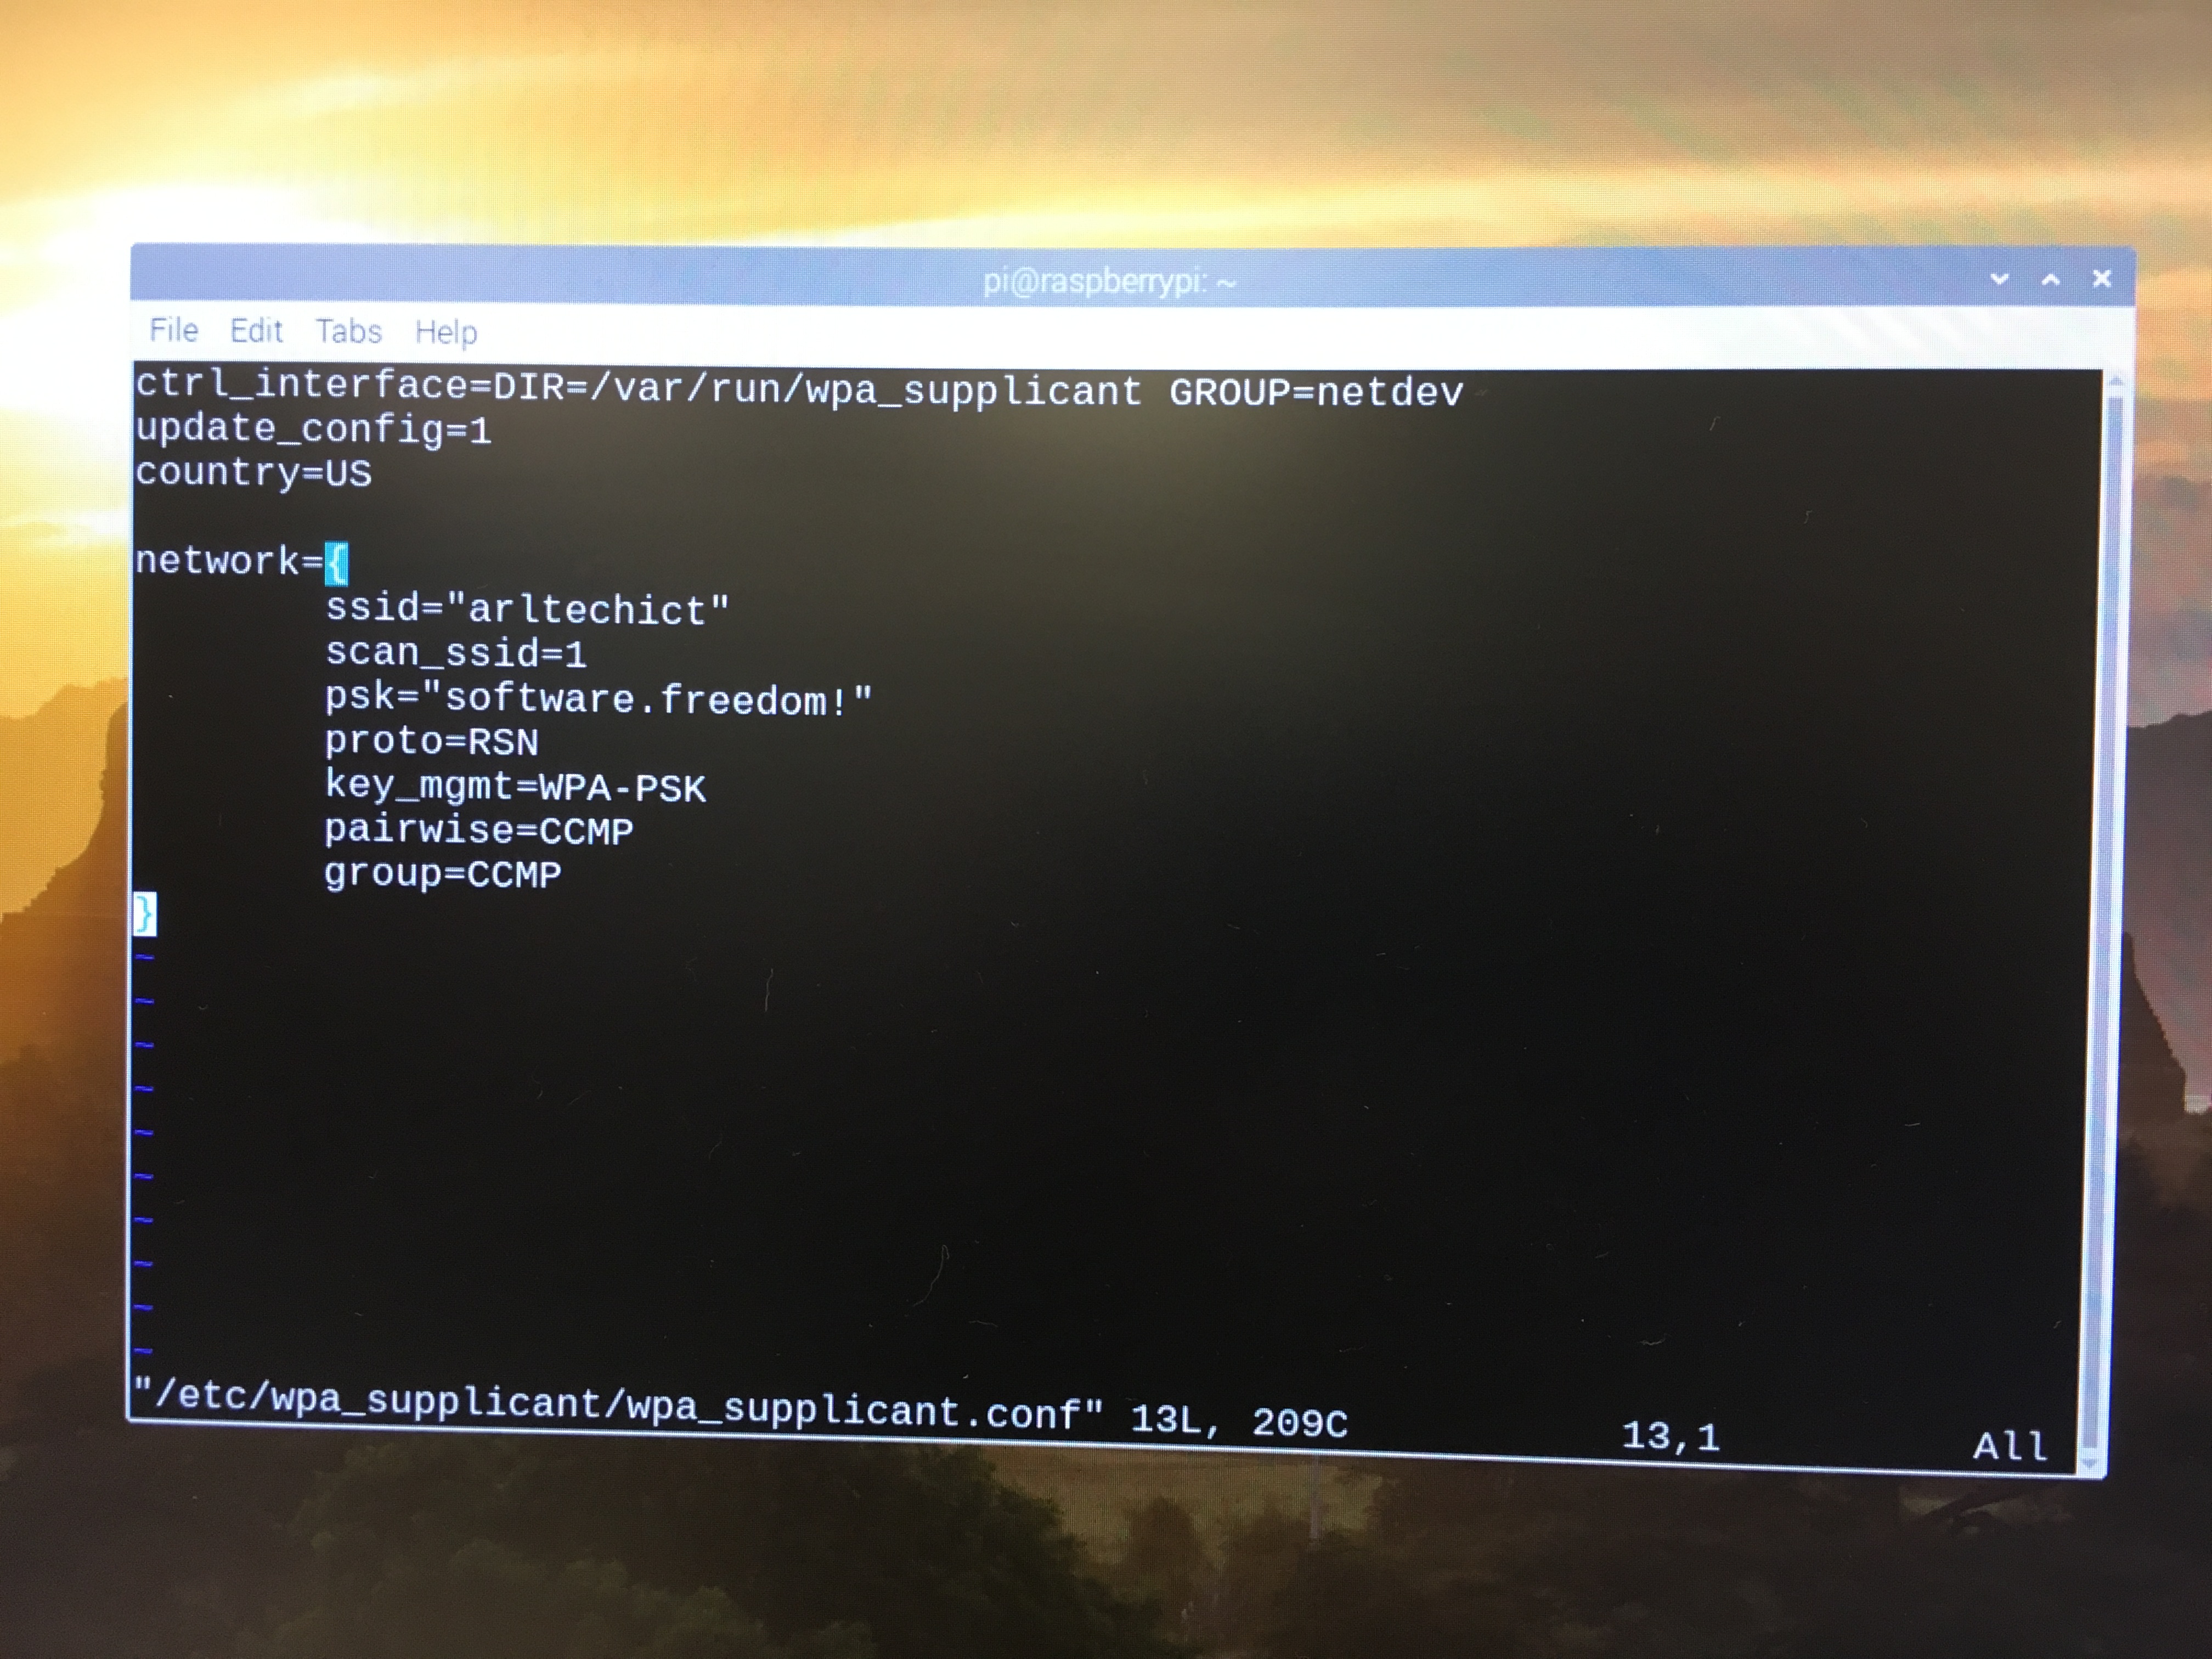 pi@raspberrypi: ~
File Edit Tabs Help
ctrl_interface=DIR=/var/run/wpa_supplicant GROUP=netdev
update_config=1
country=US

network={
        ssid="arltechict"
        scan_ssid=1
        psk="software.freedom!"
        proto=RSN
        key_mgmt=WPA-PSK
        pairwise=CCMP
        group=CCMP
}
~
~
~
~
~
~
~
~
~
~
"/etc/wpa_supplicant/wpa_supplicant.conf" 13L, 209C 13,1 All